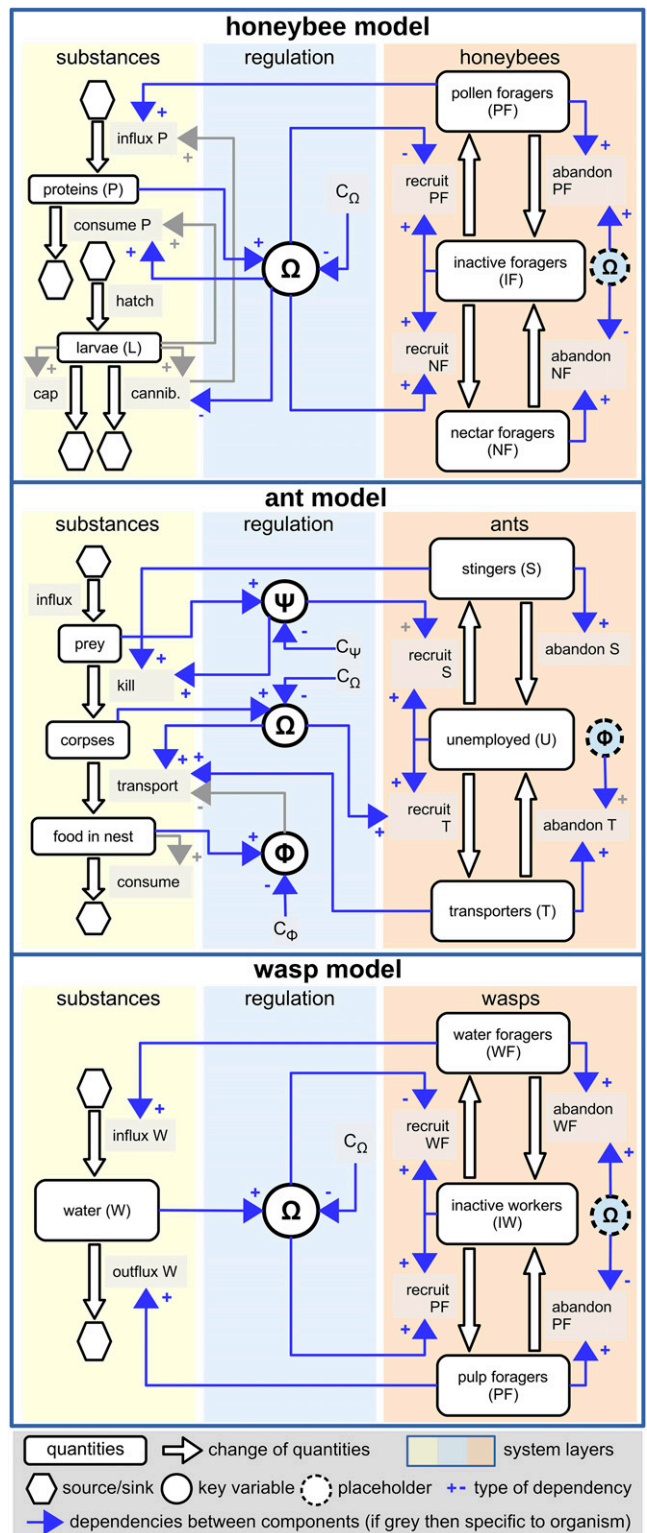 honeybee model
substances
regulation
honeybees
pollen foragers
(PF)
+
influx P
+
+
-
recruit
PF
abandon
PF
proteins (P)
CΩ
consume P
+
+
+
-
Ω
+
+
inactive foragers
(IF)
Ω
hatch
-
larvae (L)
+
recruit
NF
abandon
NF
+
+
+
+
cap
cannib.
-
nectar foragers
(NF)
ant model
substances
regulation
ants
stingers (S)
influx
+
Ψ
+
prey
+
-
+
recruit
S
abandon S
kill
+
CΨ
CΩ
+
+
-
corpses
Ω
unemployed (U)
Φ
+
+
+
transport
-
+
recruit
T
+
abandon T
+
food in nest
+
Φ
+
consume
-
CΦ
transporters (T)
wasp model
substances
regulation
wasps
water foragers
(WF)
+
+
-
influx W
recruit
WF
abandon
WF
CΩ
+
+
water (W)
+
-
Ω
inactive workers
(IW)
Ω
outflux W
+
+
recruit
PF
-
abandon
PF
+
+
pulp foragers
(PF)
quantities
change of quantities
system layers
source/sink
key variable
placeholder
+- type of dependency
dependencies between components (if grey then specific to organism)